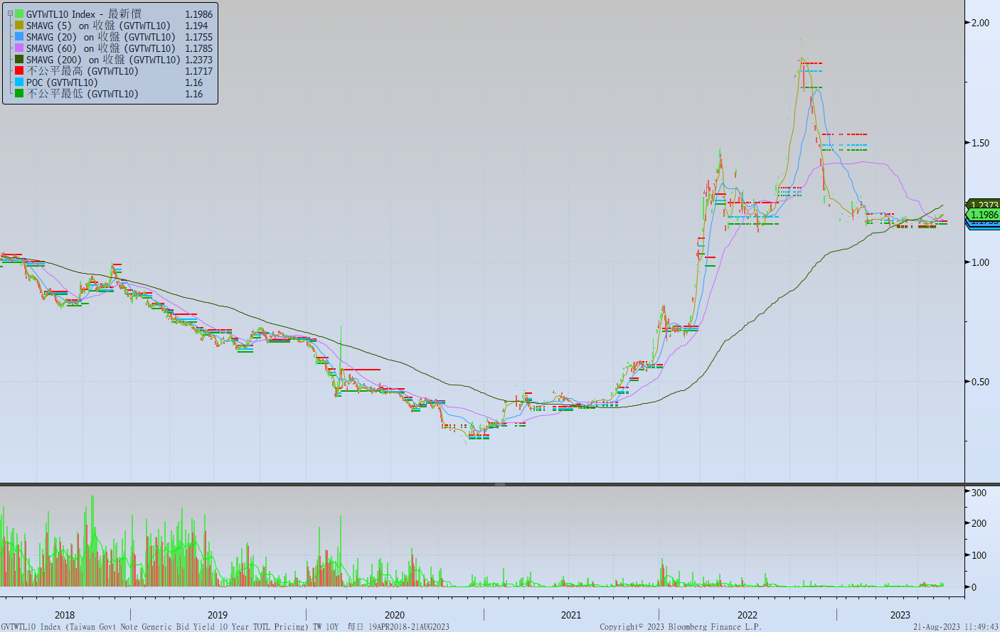 GVTWTL10 Index - 最新價 1.1986
SMAVG (5) on 收盤 (GVTWTL10) 1.194
SMAVG (20) on 收盤 (GVTWTL10) 1.1755
SMAVG (60) on 收盤 (GVTWTL10) 1.1785
SMAVG (200) on 收盤 (GVTWTL10) 1.2373
不公平最高 (GVTWTL10) 1.1717
POC (GVTWTL10) 1.16
不公平最低 (GVTWTL10) 1.16
2.00
1.50
1.2373
1.1986
1.00
0.50
300
200
100
0
2018 2019 2020 2021 2022 2023
GVTWTL10 Index (Taiwan Govt Note Generic Bid Yield 10 Year TOTL Pricing) TW 10Y 每日 19APR2018-21AUG2023 Copyright© 2023 Bloomberg Finance L.P. 21-Aug-2023 11:49:43